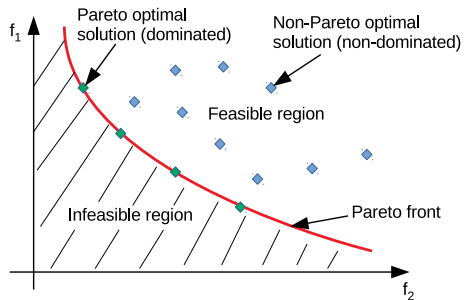 f1
Pareto optimal
solution (dominated)
Non-Pareto optimal
solution (non-dominated)
Feasible region
Infeasible region
Pareto front
f2